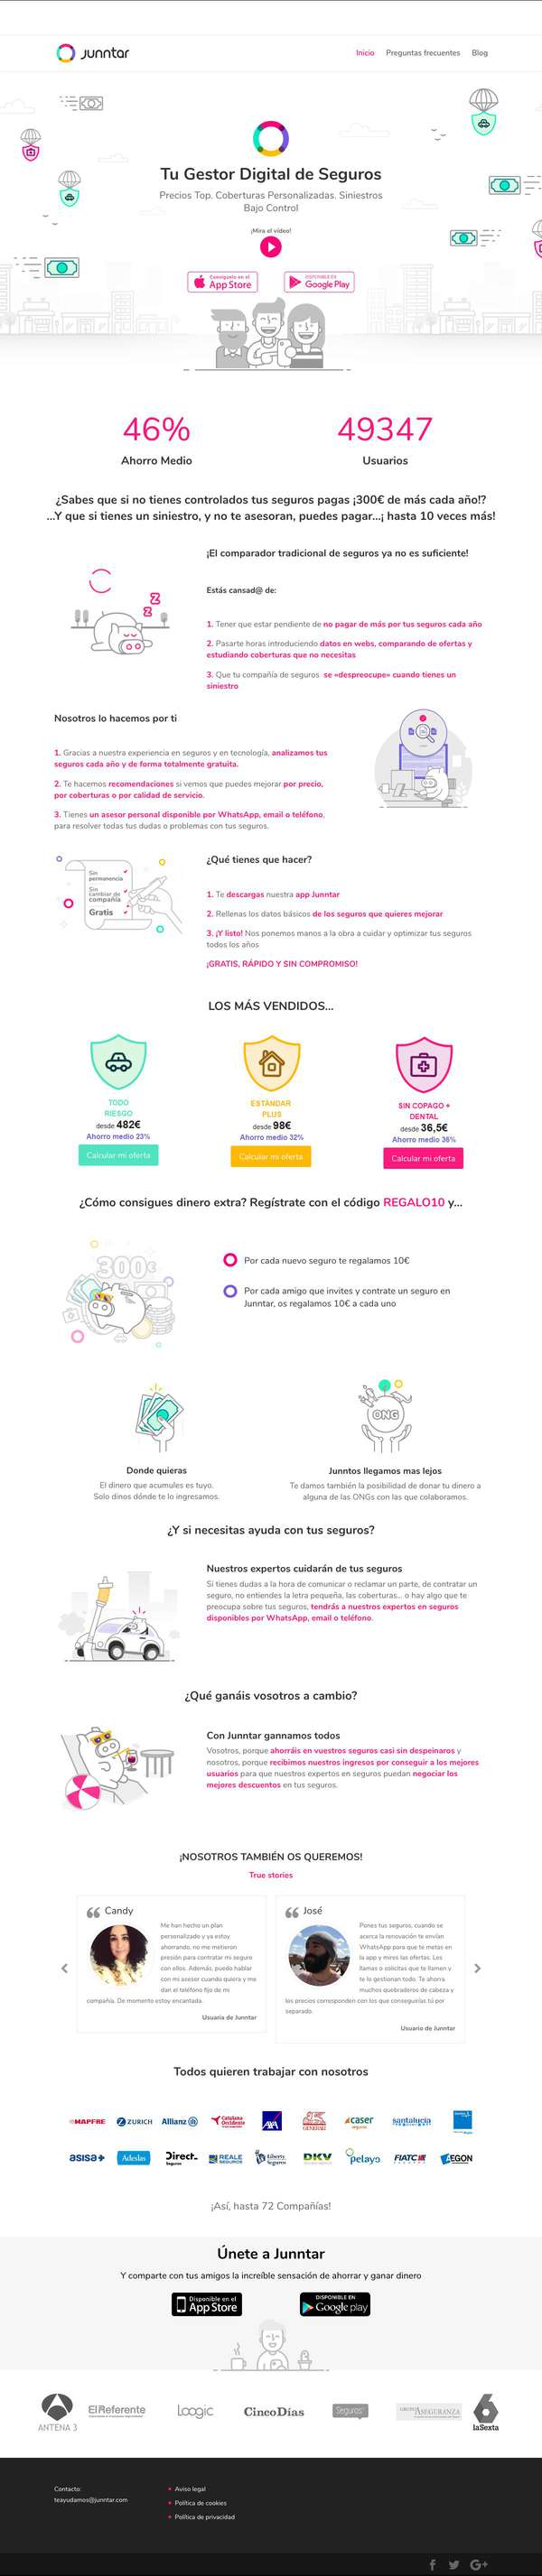 junntar
Inicio Preguntas frecuentes Blog
Tu Gestor Digital de Seguros
Precios Top. Coberturas Personalizadas. Siniestros
Bajo Control
¡Mira el vídeo!
Consíguelo en el
App Store
DISPONIBLE EN
Google Play
46%
Ahorro Medio
49347
Usuarios
¿Sabes que si no tienes controlados tus seguros pagas ¡300€ de más cada año!?
...Y que si tienes un siniestro, y no te asesoran, puedes pagar...¡ hasta 10 veces más!
¡El comparador tradicional de seguros ya no es suficiente!
Estás cansad@ de:
1. Tener que estar pendiente de no pagar de más por tus seguros cada año
2. Pasarte horas introduciendo datos en webs, comparando de ofertas y
estudiando coberturas que no necesitas
3. Que tu compañía de seguros se «despreocupe» cuando tienes un
siniestro
Nosotros lo hacemos por ti
1. Gracias a nuestra experiencia en seguros y en tecnología, analizamos tus
seguros cada año y de forma totalmente gratuita.
2. Te hacemos recomendaciones si vemos que puedes mejorar por precio,
por coberturas o por calidad de servicio.
3. Tienes un asesor personal disponible por WhatsApp, email o teléfono,
para resolver todas tus dudas o problemas con tus seguros.
Sin
permanencia
Sin
cambiar de
compañía
Gratis
¿Qué tienes que hacer?
1. Te descargas nuestra app Junntar
2. Rellenas los datos básicos de los seguros que quieres mejorar
3. ¡Y listo! Nos ponemos manos a la obra a cuidar y optimizar tus seguros
todos los años
¡GRATIS, RÁPIDO Y SIN COMPROMISO!
LOS MÁS VENDIDOS...
TODO
RIESGO
desde 482€
Ahorro medio 23%
Calcular mi oferta
ESTÁNDAR
PLUS
desde 98€
Ahorro medio 32%
Calcular mi oferta
SIN COPAGO +
DENTAL
desde 36,5€
Ahorro medio 36%
Calcular mi oferta
¿Cómo consigues dinero extra? Regístrate con el código REGALO10 y...
300€
Por cada nuevo seguro te regalamos 10€
Por cada amigo que invites y contrate un seguro en
Junntar, os regalamos 10€ a cada uno
ONG
Donde quieras
El dinero que acumules es tuyo.
Solo dinos dónde te lo ingresamos.
Junntos llegamos mas lejos
Te damos también la posibilidad de donar tu dinero a
alguna de las ONGs con las que colaboramos.
¿Y si necesitas ayuda con tus seguros?
Nuestros expertos cuidarán de tus seguros
Si tienes dudas a la hora de comunicar o reclamar un parte, de contratar un
seguro, no entiendes la letra pequeña, las coberturas... o hay algo que te
preocupa sobre tus seguros, tendrás a nuestros expertos en seguros
disponibles por WhatsApp, email o teléfono.
¿Qué ganáis vosotros a cambio?
Con Junntar gannamos todos
Vosotros, porque ahorráis en vuestros seguros casi sin despeinaros y
nosotros, porque recibimos nuestros ingresos por conseguir a los mejores
usuarios para que nuestros expertos en seguros puedan negociar los
mejores descuentos en tus seguros.
¡NOSOTROS TAMBIÉN OS QUEREMOS!
True stories
Candy
Me han hecho un plan
personalizado y ya estoy
ahorrando, no me metieron
presión para contratar mi seguro
con ellos. Además, puedo hablar
con mi asesor cuando quiera y me
dan el teléfono fijo de mi
compañía. De momento estoy encantada.
Usuaria de Junntar
José
Pones tus seguros, cuando se
acerca la renovación te envían
WhatsApp para que te metas en
la app y mires las ofertas. Les
llamas o solicitas que te llamen y
te lo gestionan todo. Te ahorra
muchos quebraderos de cabeza y
los precios corresponden con los que conseguirías tú por
separado.
Usuario de Junntar
Todos quieren trabajar con nosotros
MAPFRE ZURICH Allianz Catalana Occidente AXA GENERALI caser seguros santalucía
asisa+ Adeslas Direct Seguros REALE SEGUROS Liberty Seguros DKV pelayo FIATC AEGON
¡Así, hasta 72 Compañías!
Únete a Junntar
Y comparte con tus amigos la increíble sensación de ahorrar y ganar dinero
Disponible en el
App Store
DISPONIBLE EN
Google play
ANTENA 3 ElReferente Loogic CincoDías Seguros GRUPO ASEGURANZA laSexta
Contacto:
teayudamos@junntar.com
Aviso legal
Política de cookies
Política de privacidad